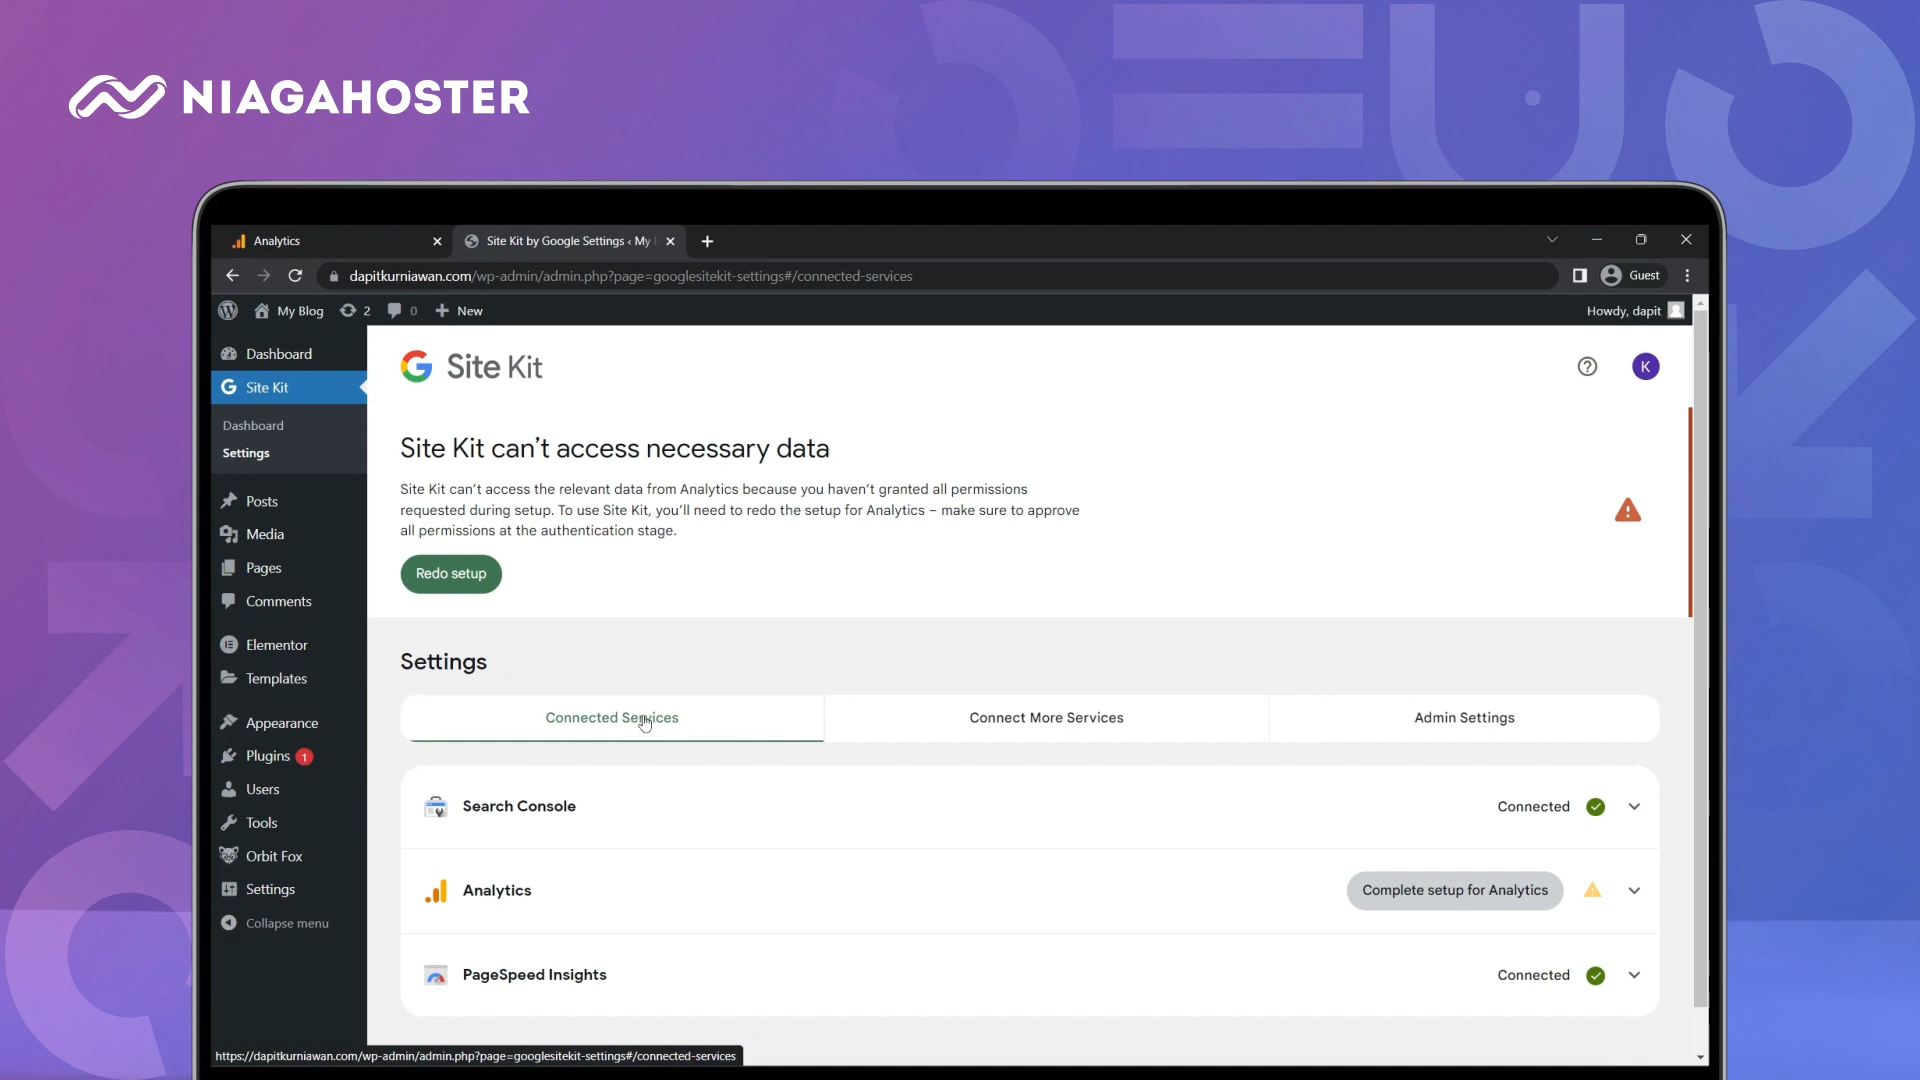 NIAGAHOSTER
Analytics
Site Kit by Google Settings ‹ My
dapitkurniawan.com/wp-admin/admin.php?page=googlesitekit-settings#/connected-services
Guest
My Blog
2
0
New
Howdy, dapit
Dashboard
Site Kit
Dashboard
Settings
Posts
Media
Pages
Comments
Elementor
Templates
Appearance
Plugins 1
Users
Tools
Orbit Fox
Settings
Collapse menu
Site Kit
K
Site Kit can’t access necessary data
Site Kit can’t access the relevant data from Analytics because you haven’t granted all permissions
requested during setup. To use Site Kit, you’ll need to redo the setup for Analytics – make sure to approve
all permissions at the authentication stage.
Redo setup
Settings
Connected Services
Connect More Services
Admin Settings
Search Console
Connected
Analytics
Complete setup for Analytics
PageSpeed Insights
Connected
https://dapitkurniawan.com/wp-admin/admin.php?page=googlesitekit-settings#/connected-services